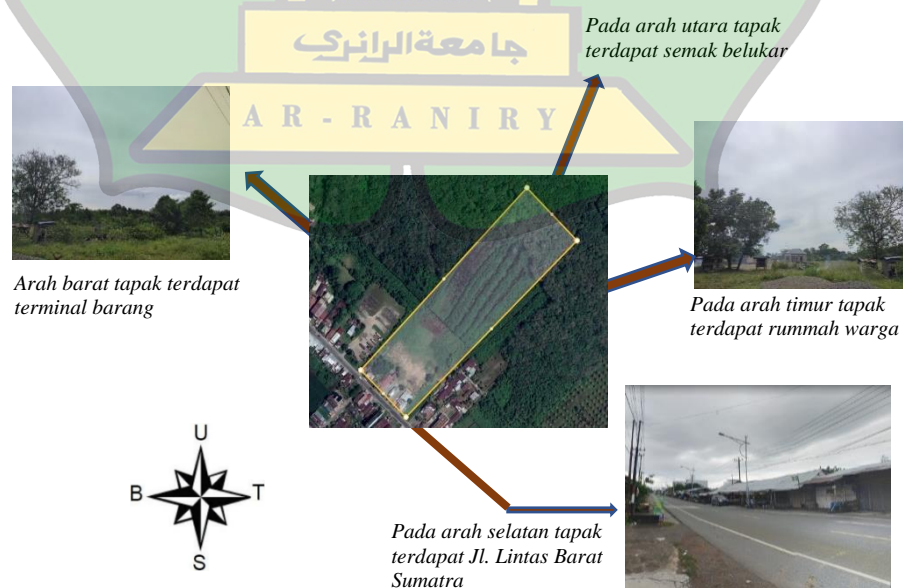 Pada arah utara tapak
terdapat semak belukar
جامعةالرانري
A R - R A N I R Y
Arah barat tapak terdapat
terminal barang
Pada arah timur tapak
terdapat rummah warga
U
B
T
S
Pada arah selatan tapak
terdapat Jl. Lintas Barat
Sumatra